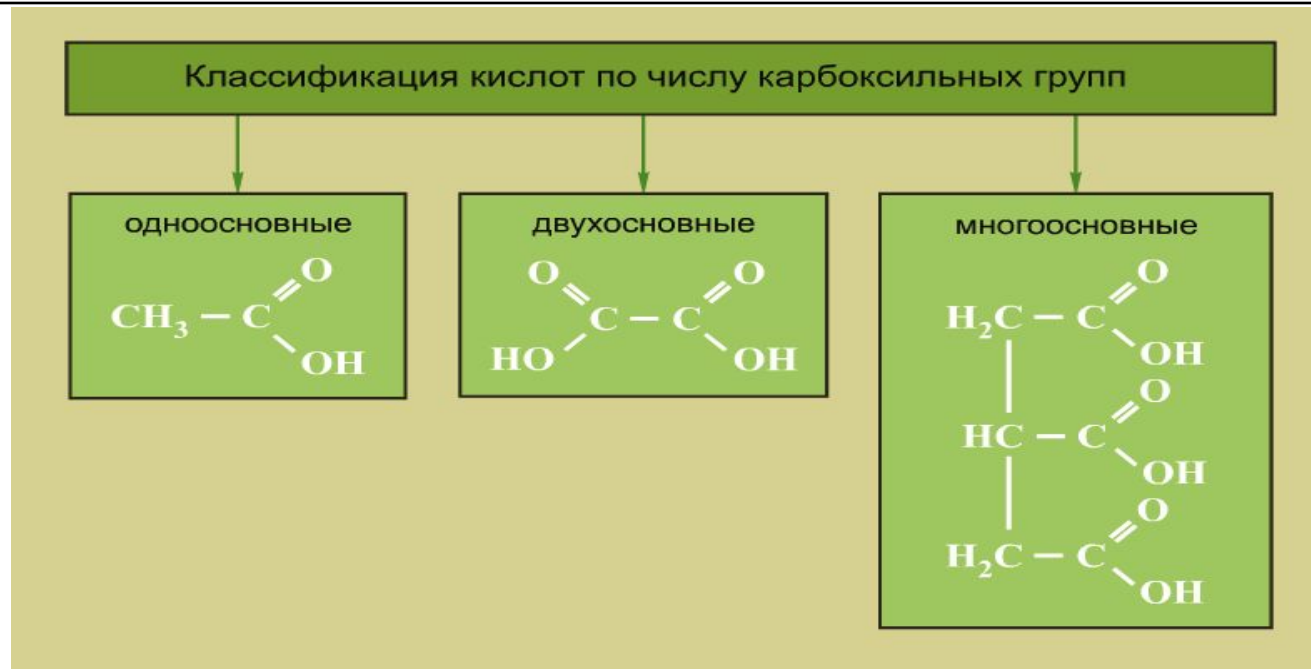 Классификация кислот по числу карбоксильных групп
одноосновные
O
CH₃ – C
OH
двухосновные
O O
C – C
HO OH
многоосновные
O
H₂C – C
OH
O
HC – C
OH
O
H₂C – C
OH